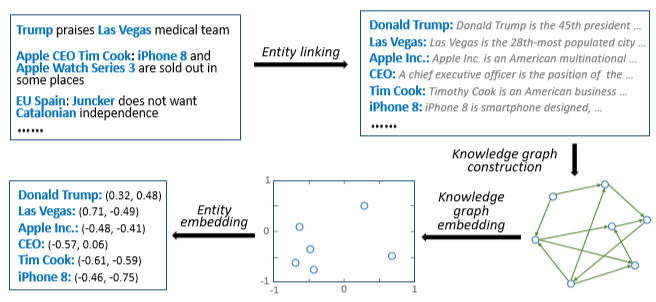 Trump praises Las Vegas medical team
Apple CEO Tim Cook: iPhone 8 and
Apple Watch Series 3 are sold out in
some places
EU Spain: Juncker does not want
Catalonian independence
......
Entity linking
Donald Trump: Donald Trump is the 45th president ...
Las Vegas: Las Vegas is the 28th-most populated city ...
Apple Inc.: Apple Inc. is an American multinational ...
CEO: A chief executive officer is the position of the ...
Tim Cook: Timothy Cook is an American business ...
iPhone 8: iPhone 8 is smartphone designed, ...
......
Knowledge graph
construction
Knowledge
graph
embedding
1
0
-1
-1
0
1
Entity
embedding
Donald Trump: (0.32, 0.48)
Las Vegas: (0.71, -0.49)
Apple Inc.: (-0.48, -0.41)
CEO: (-0.57, 0.06)
Tim Cook: (-0.61, -0.59)
iPhone 8: (-0.46, -0.75)